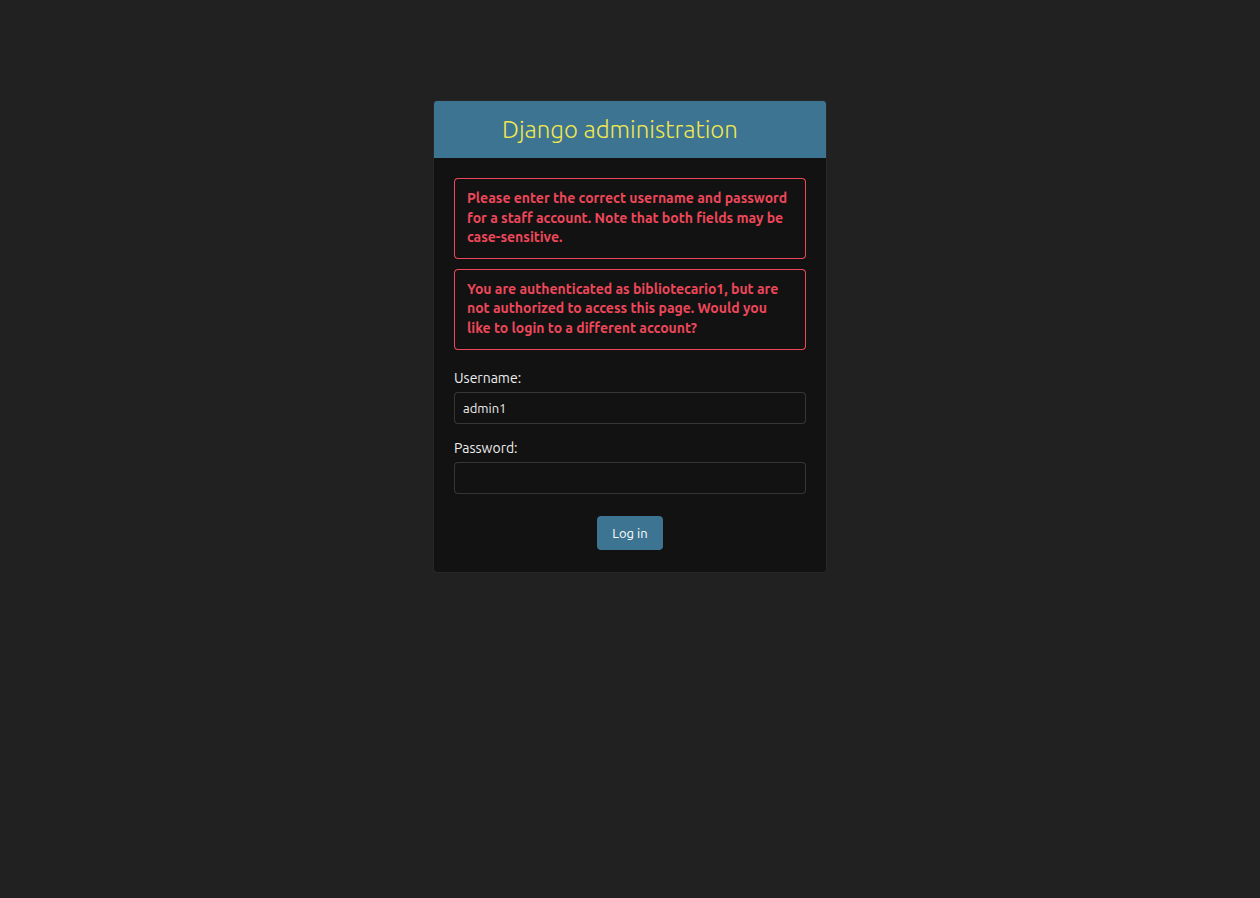 Django administration
Please enter the correct username and password
for a staff account. Note that both fields may be
case-sensitive.
You are authenticated as bibliotecario1, but are
not authorized to access this page. Would you
like to login to a different account?
Username:
admin1
Password:
Log in